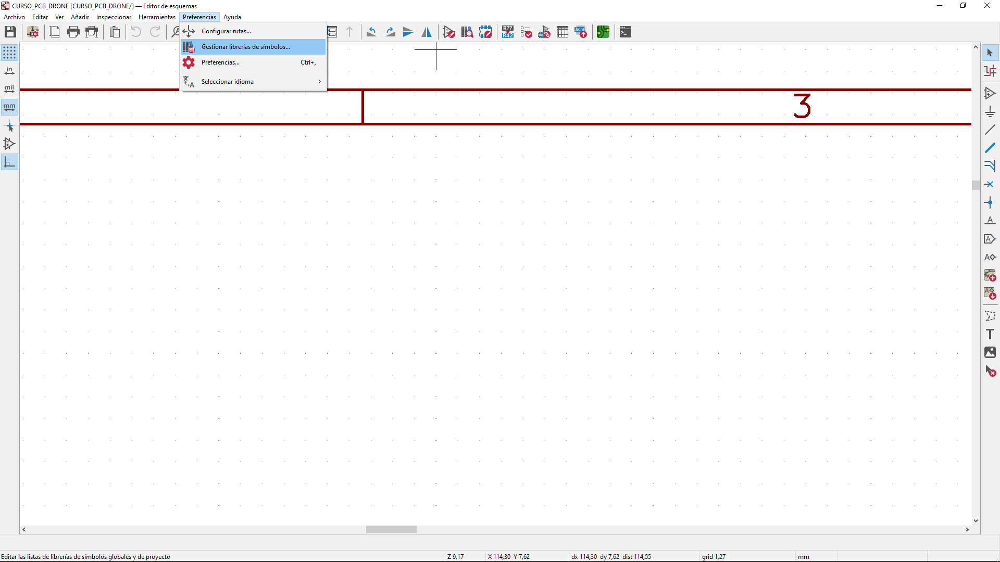 CURSO_PCB_DRONE [CURSO_PCB_DRONE/] — Editor de esquemas
Archivo Editar Ver Añadir Inspeccionar Herramientas Preferencias Ayuda
Configurar rutas...
Gestionar librerías de símbolos...
Preferencias... Ctrl+,
Seleccionar idioma
R??
R42
bom
in
mil
mm
3
A
A
A
A
T
Editar las listas de librerías de símbolos globales y de proyecto
Z 9,17
X 114,30 Y 7,62
dx 114,30 dy 7,62 dist 114,55
grid 1,27
mm